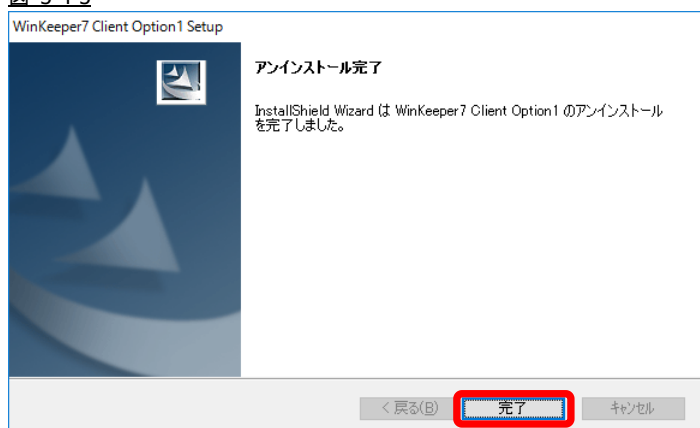 WinKeeper7 Client Option1 Setup
アンインストール完了
InstallShield Wizard は WinKeeper7 Client Option1 のアンインストール
を完了しました。
< 戻る(B)
完了
キャンセル